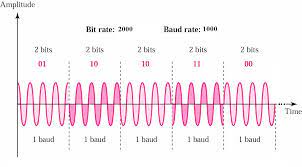 Amplitude
Bit rate: 2000 Baud rate: 1000
2 bits 2 bits 2 bits 2 bits 2 bits
01 10 10 11 00
Time
1 baud 1 baud 1 baud 1 baud 1 baud